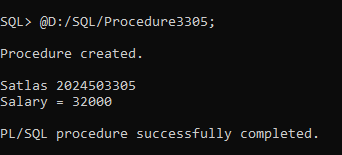 SQL> @D:/SQL/Procedure3305;
Procedure created.
Satlas 2024503305
Salary = 32000
PL/SQL procedure successfully completed.